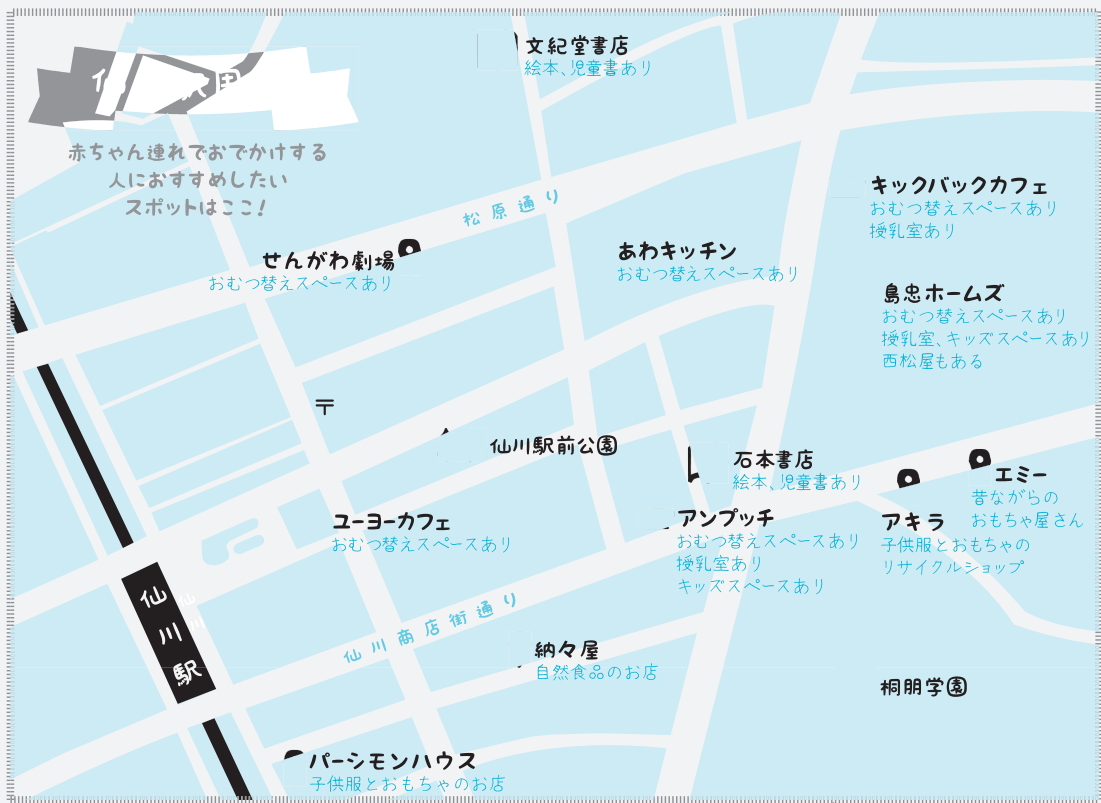 文紀堂書店
絵本、児童書あり
赤ちゃん連れでおでかけする
人におすすめしたい
スポットはここ!
松原通り
キックバックカフェ
おむつ替えスペースあり
授乳室あり
せんがわ劇場
おむつ替えスペースあり
あわキッチン
おむつ替えスペースあり
島忠ホームズ
おむつ替えスペースあり
授乳室、キッズスペースあり
西松屋もある
〒
仙川駅前公園
石本書店
絵本、児童書あり
エミー
昔ながらの
おもちゃ屋さん
ユーヨーカフェ
おむつ替えスペースあり
アンプッチ
おむつ替えスペースあり
授乳室あり
キッズスペースあり
アキラ
子供服とおもちゃの
リサイクルショップ
仙川駅
仙川
仙川商店街通り
納々屋
自然食品のお店
桐朋学園
パーシモンハウス
子供服とおもちゃのお店